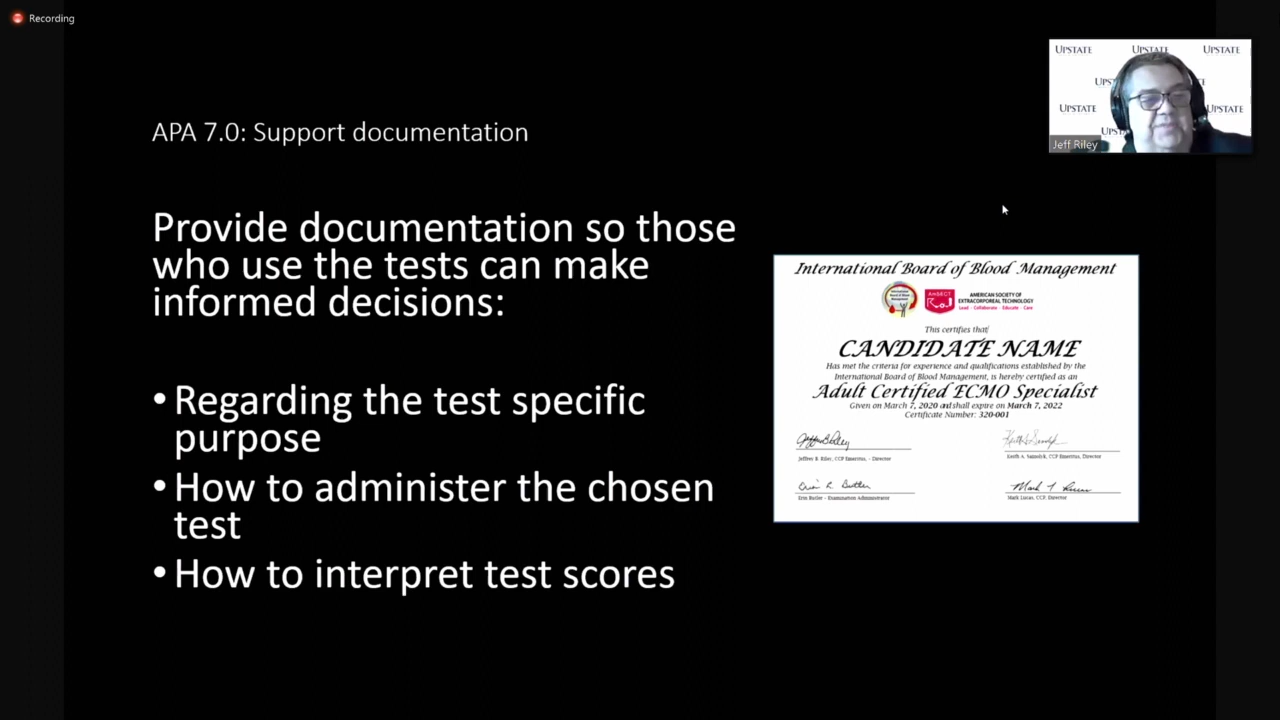 Recording
UPSTATE UPSTATE UPSTATE
UPSTATE UPSTATE
UPSTATE
Jeff Riley
APA 7.0: Support documentation
Provide documentation so those
who use the tests can make
informed decisions:
• Regarding the test specific
purpose
• How to administer the chosen
test
• How to interpret test scores
International Board of Blood Management
AmSECT
AMERICAN SOCIETY OF
EXTRACORPOREAL TECHNOLOGY
Lead - Collaborate - Educate - Care
This certifies that
CANDIDATE NAME
Has met the criteria for experience and qualifications established by the
International Board of Blood Management, is hereby certified as an
Adult Certified ECMO Specialist
Given on March 7, 2020 and shall expire on March 7, 2022
Certificate Number: 320-001
Jeffrey B. Riley, CCP Emeritus, - Director
Keith A. Samolyk, CCP Emeritus, Director
Erin Butler - Examination Administrator
Mark Lucas, CCP, Director